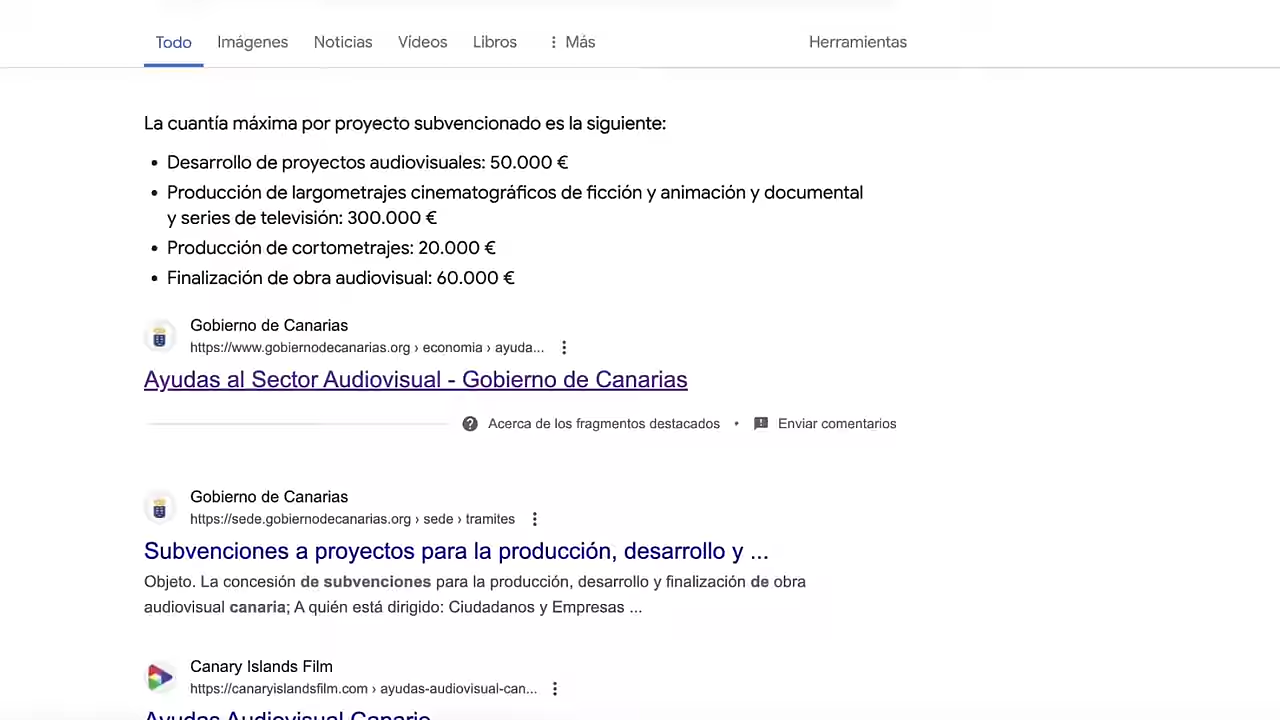 Todo Imágenes Noticias Vídeos Libros Más Herramientas
La cuantía máxima por proyecto subvencionado es la siguiente:
• Desarrollo de proyectos audiovisuales: 50.000 €
• Producción de largometrajes cinematográficos de ficción y animación y documental
y series de televisión: 300.000 €
• Producción de cortometrajes: 20.000 €
• Finalización de obra audiovisual: 60.000 €
Gobierno de Canarias
https://www.gobiernodecanarias.org › economia › ayuda...
Ayudas al Sector Audiovisual - Gobierno de Canarias
Acerca de los fragmentos destacados • Enviar comentarios
Gobierno de Canarias
https://sede.gobiernodecanarias.org › sede › tramites
Subvenciones a proyectos para la producción, desarrollo y ...
Objeto. La concesión de subvenciones para la producción, desarrollo y finalización de obra
audiovisual canaria; A quién está dirigido: Ciudadanos y Empresas ...
Canary Islands Film
https://canaryislandsfilm.com › ayudas-audiovisual-can...
Ayudas Audiovisual Canario